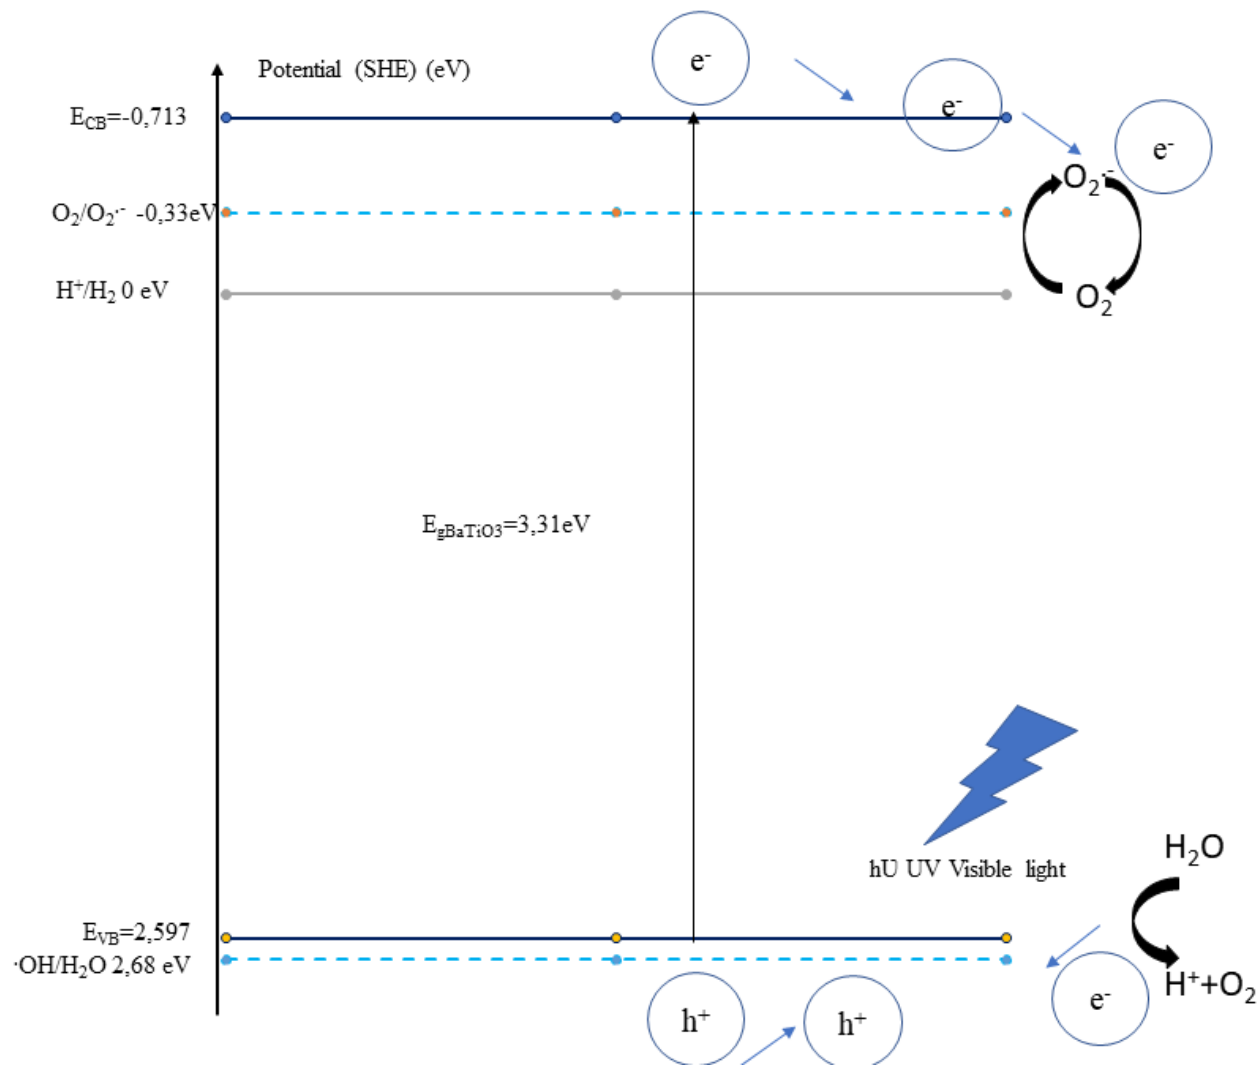 e-
Potential (SHE) (eV)
E_CB=-0,713
e-
e-
O2·-
O2/O2·- -0,33eV
H+/H2 0 eV
O2
EgBaTiO3=3,31eV
H2O
hU UV Visible light
EVB=2,597
·OH/H2O 2,68 eV
H++O2
e-
h+
h+